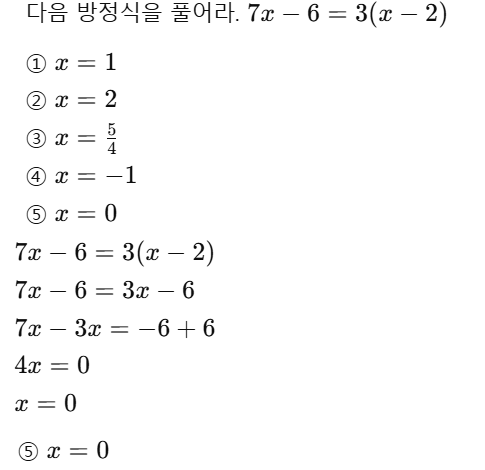 다음 방정식을 풀어라. 7x − 6 = 3(x − 2)
① x = 1
② x = 2
③ x = 5/4
④ x = −1
⑤ x = 0
7x − 6 = 3(x − 2)
7x − 6 = 3x − 6
7x − 3x = −6 + 6
4x = 0
x = 0
⑤ x = 0